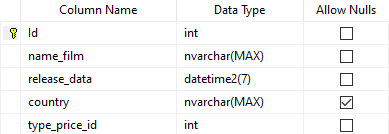 Column Name Data Type Allow Nulls
Id int
name_film nvarchar(MAX)
release_data datetime2(7)
country nvarchar(MAX)
type_price_id int